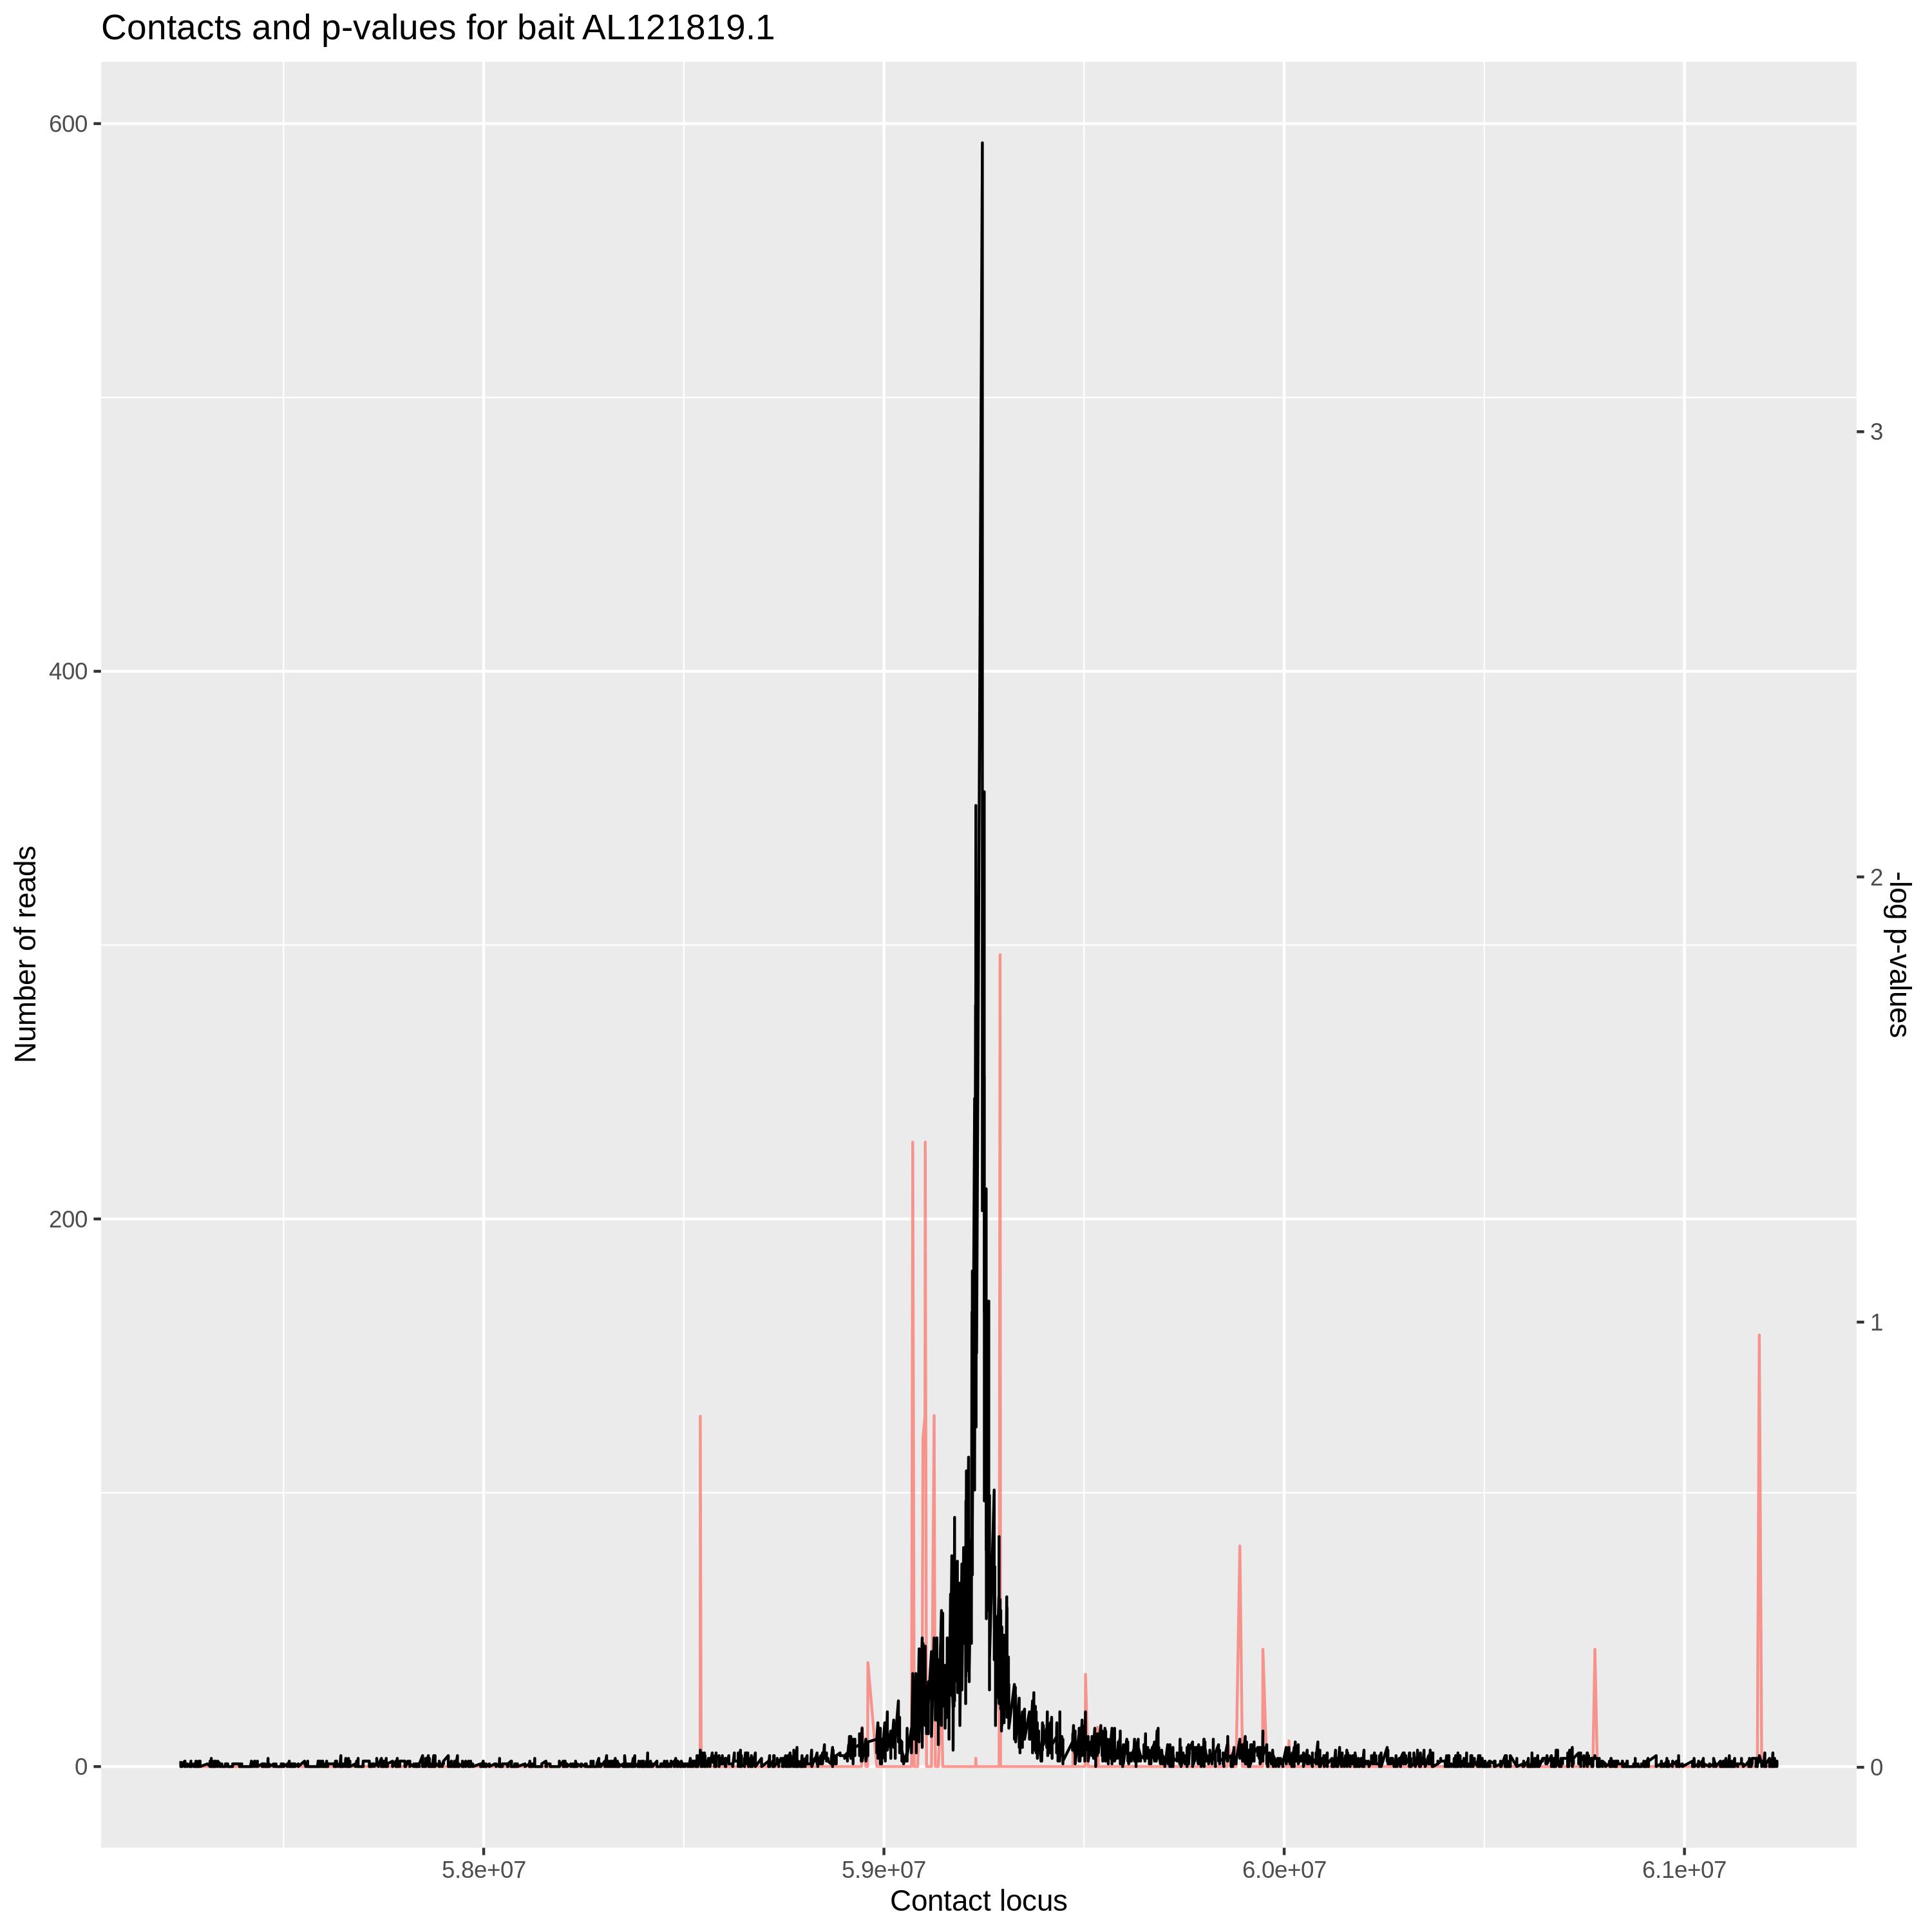 Contacts and p-values for bait AL121819.1
600
400
200
0
Number of reads
3
2
1
0
-log p-values
5.8e+07
5.9e+07
6.0e+07
6.1e+07
Contact locus